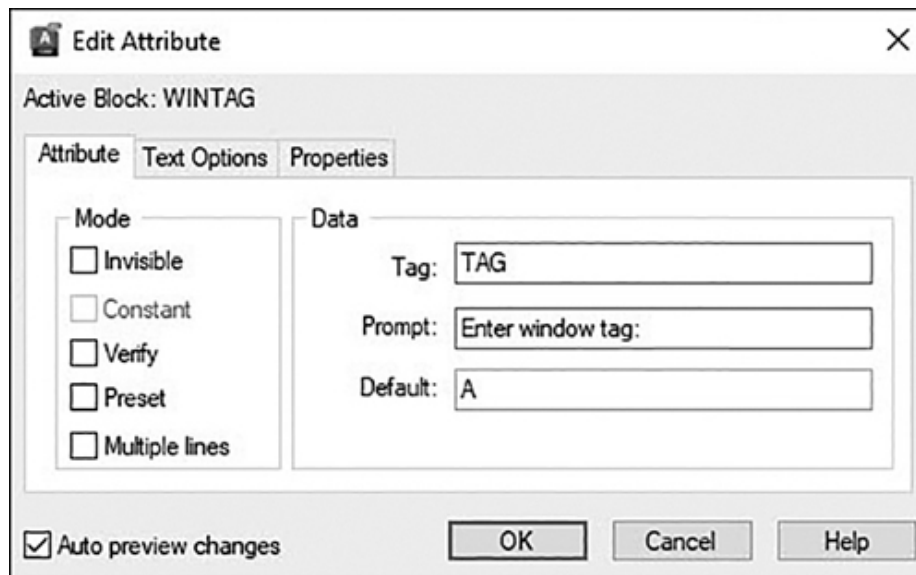 Edit Attribute
Active Block: WINTAG
Attribute Text Options Properties
Mode
Invisible
Constant
Verify
Preset
Multiple lines
Data
Tag: TAG
Prompt: Enter window tag:
Default: A
Auto preview changes
OK Cancel Help